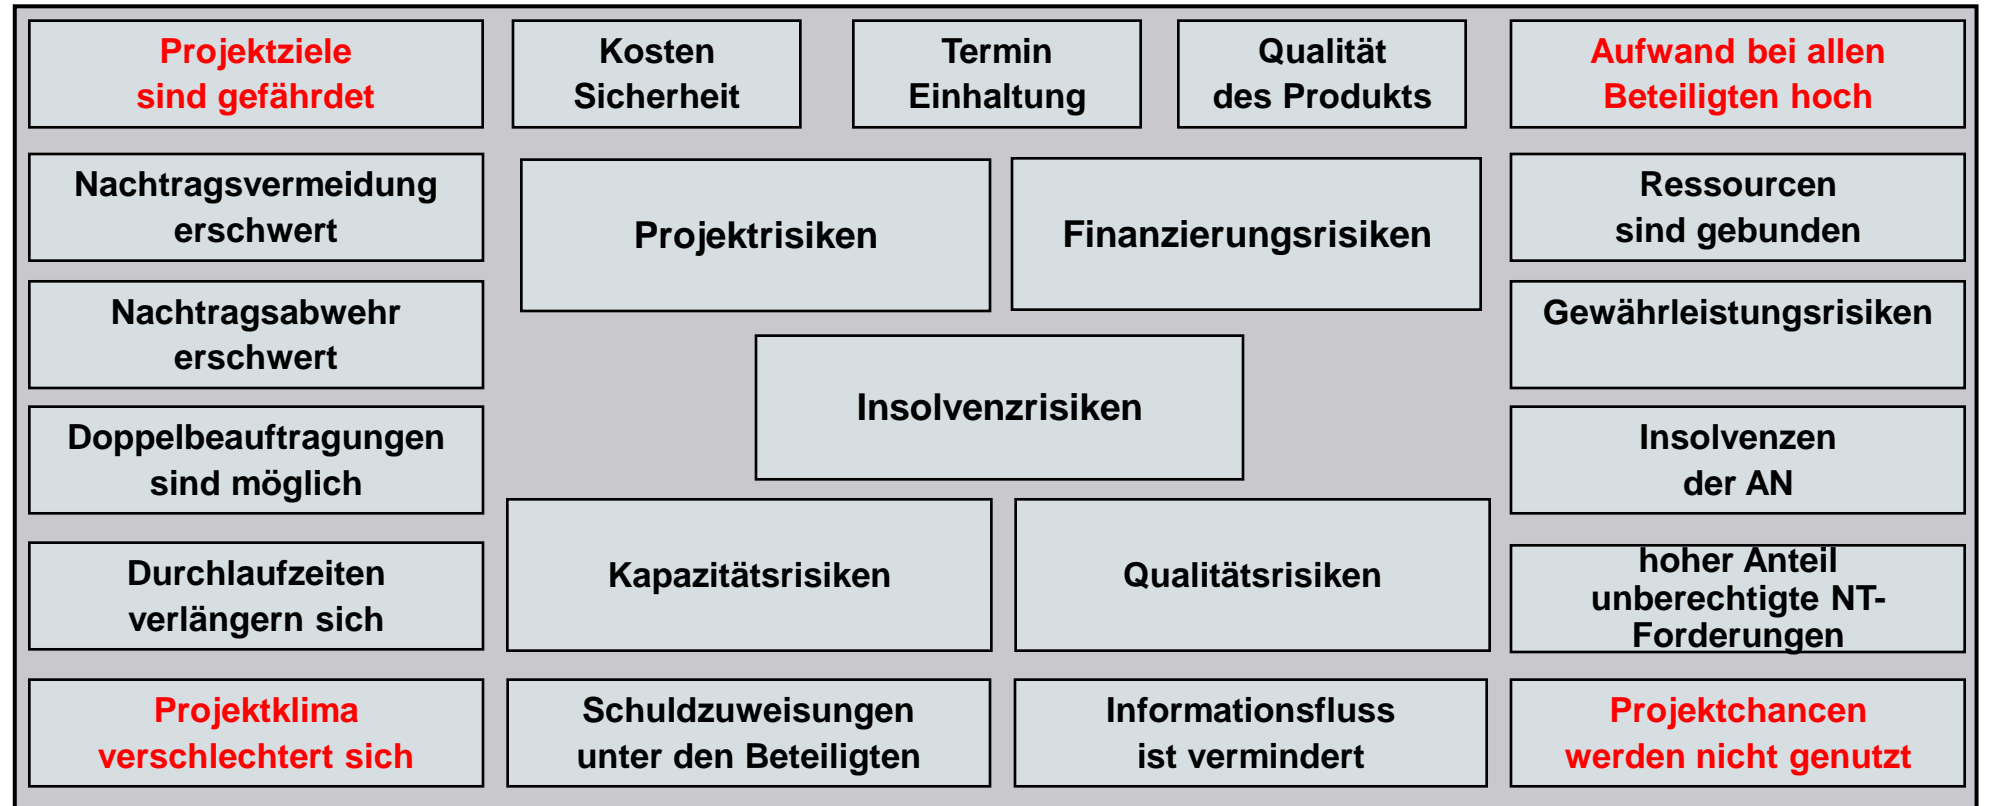 Projektziele
sind gefährdet
Kosten
Sicherheit
Termin
Einhaltung
Qualität
des Produkts
Aufwand bei allen
Beteiligten hoch
Nachtragsvermeidung
erschwert
Projektrisiken
Finanzierungsrisiken
Ressourcen
sind gebunden
Nachtragsabwehr
erschwert
Gewährleistungsrisiken
Insolvenzrisiken
Doppelbeauftragungen
sind möglich
Insolvenzen
der AN
Durchlaufzeiten
verlängern sich
Kapazitätsrisiken
Qualitätsrisiken
hoher Anteil
unberechtigte NT-
Forderungen
Projektklima
verschlechtert sich
Schuldzuweisungen
unter den Beteiligten
Informationsfluss
ist vermindert
Projektchancen
werden nicht genutzt